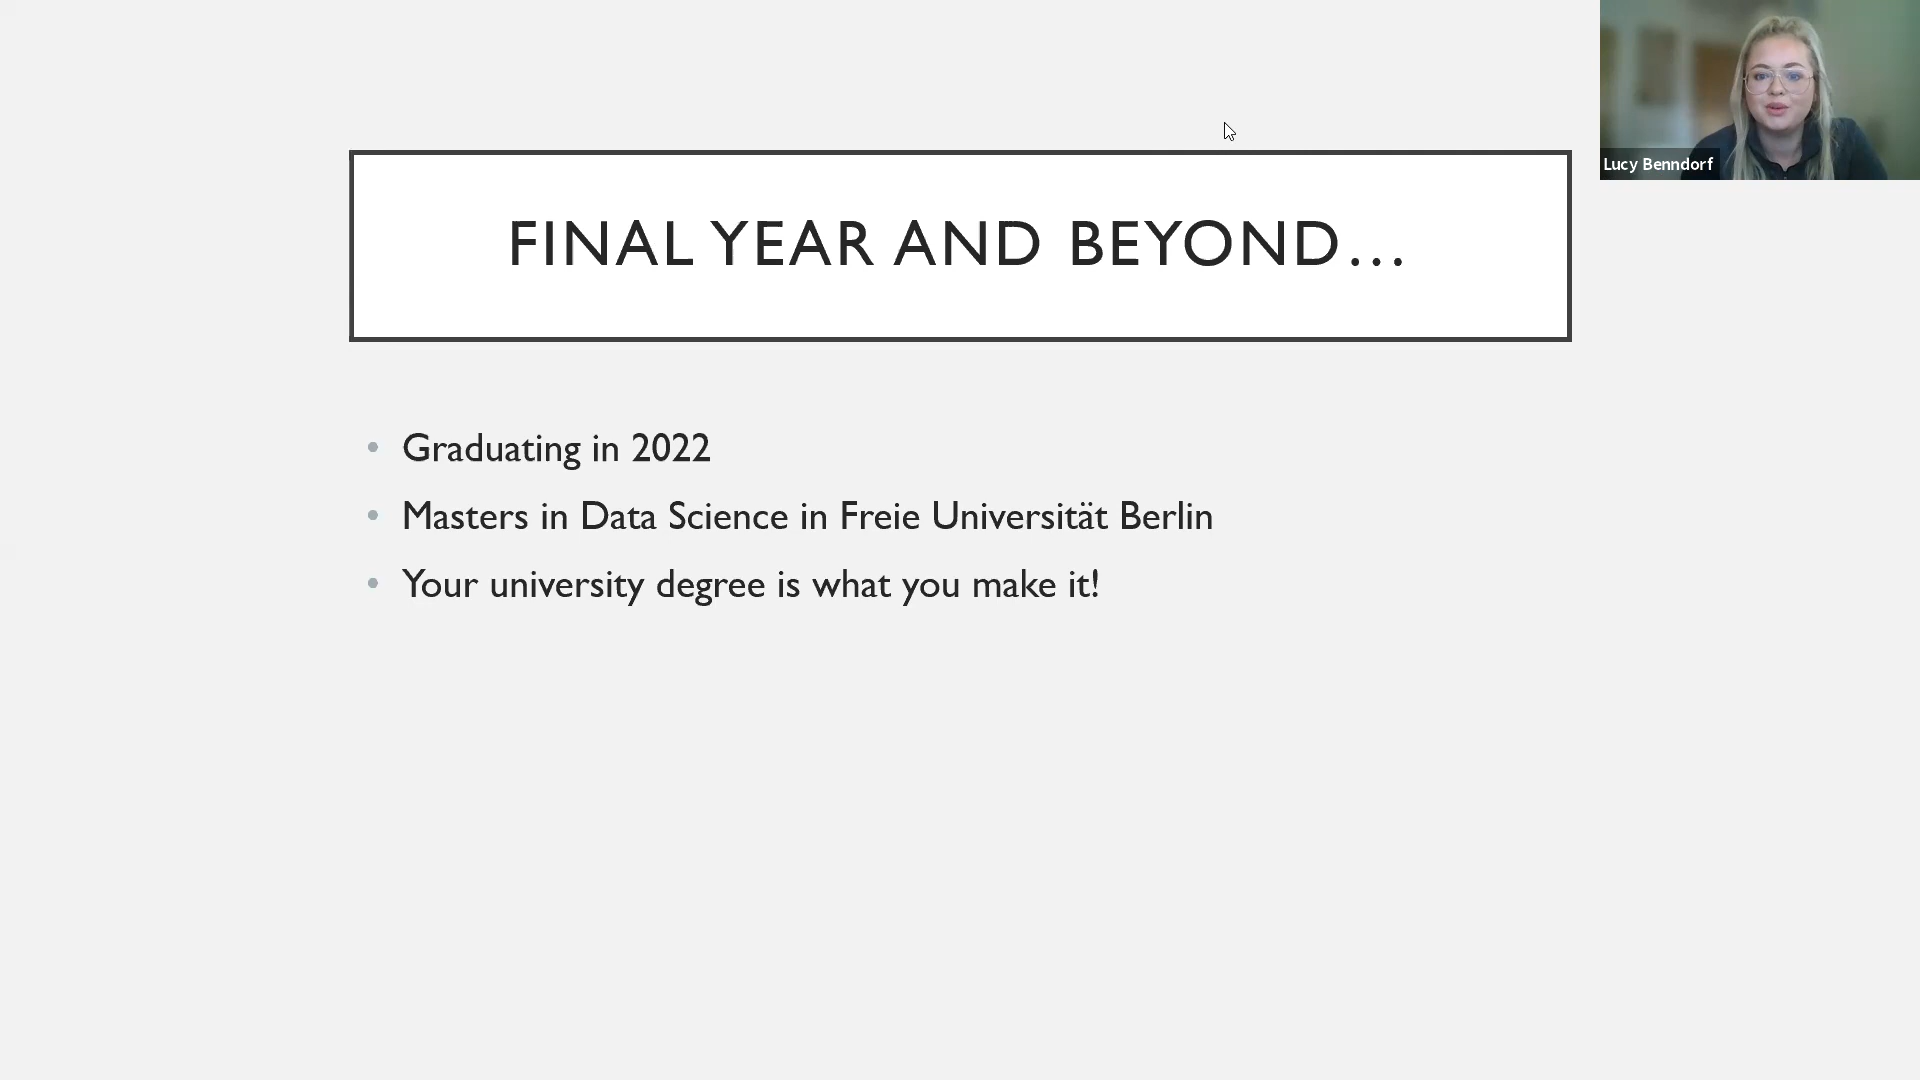 FINAL YEAR AND BEYOND…
Graduating in 2022
Masters in Data Science in Freie Universität Berlin
Your university degree is what you make it!
Lucy Benndorf